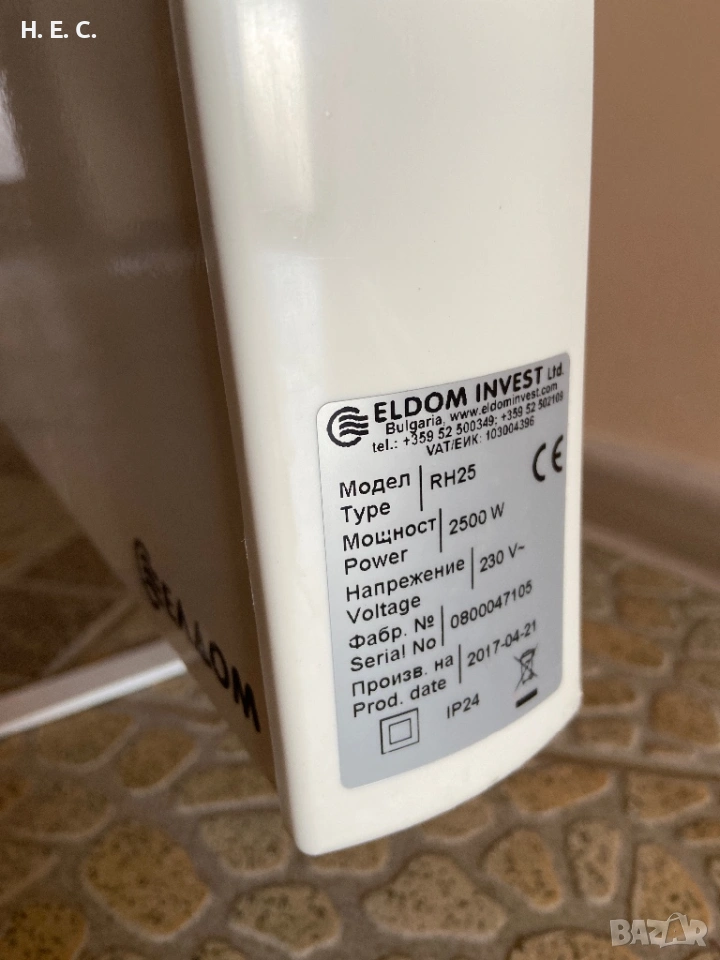 H. E. C.
ELDOM INVEST Ltd.
Bulgaria, www.eldominvest.com
tel.: +359 52 500349; +359 52 502109
VAT/ЕИК: 103004396
Модел
Type
RH25
Мощност
Power
2500 W
Напрежение
Voltage
230 V~
Фабр. №
Serial No
0800047105
Произв. на
Prod. date
2017-04-21
IP24
CE
ЕЛДОМ
BAZAR